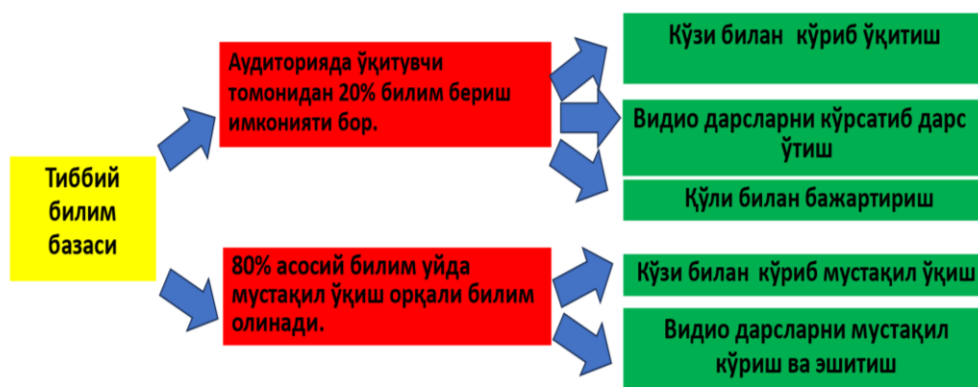 Тиббий
билим
базаси
Аудиторияда ўқитувчи
томонидан 20% билим бериш
имконияти бор.
Кўзи билан кўриб ўқитиш
Видио дарсларни кўрсатиб дарс
ўтиш
Қўли билан бажартириш
80% асосий билим уйда
мустақил ўқиш орқали билим
олинади.
Кўзи билан кўриб мустақил ўқиш
Видио дарсларни мустақил
кўриш ва эшитиш